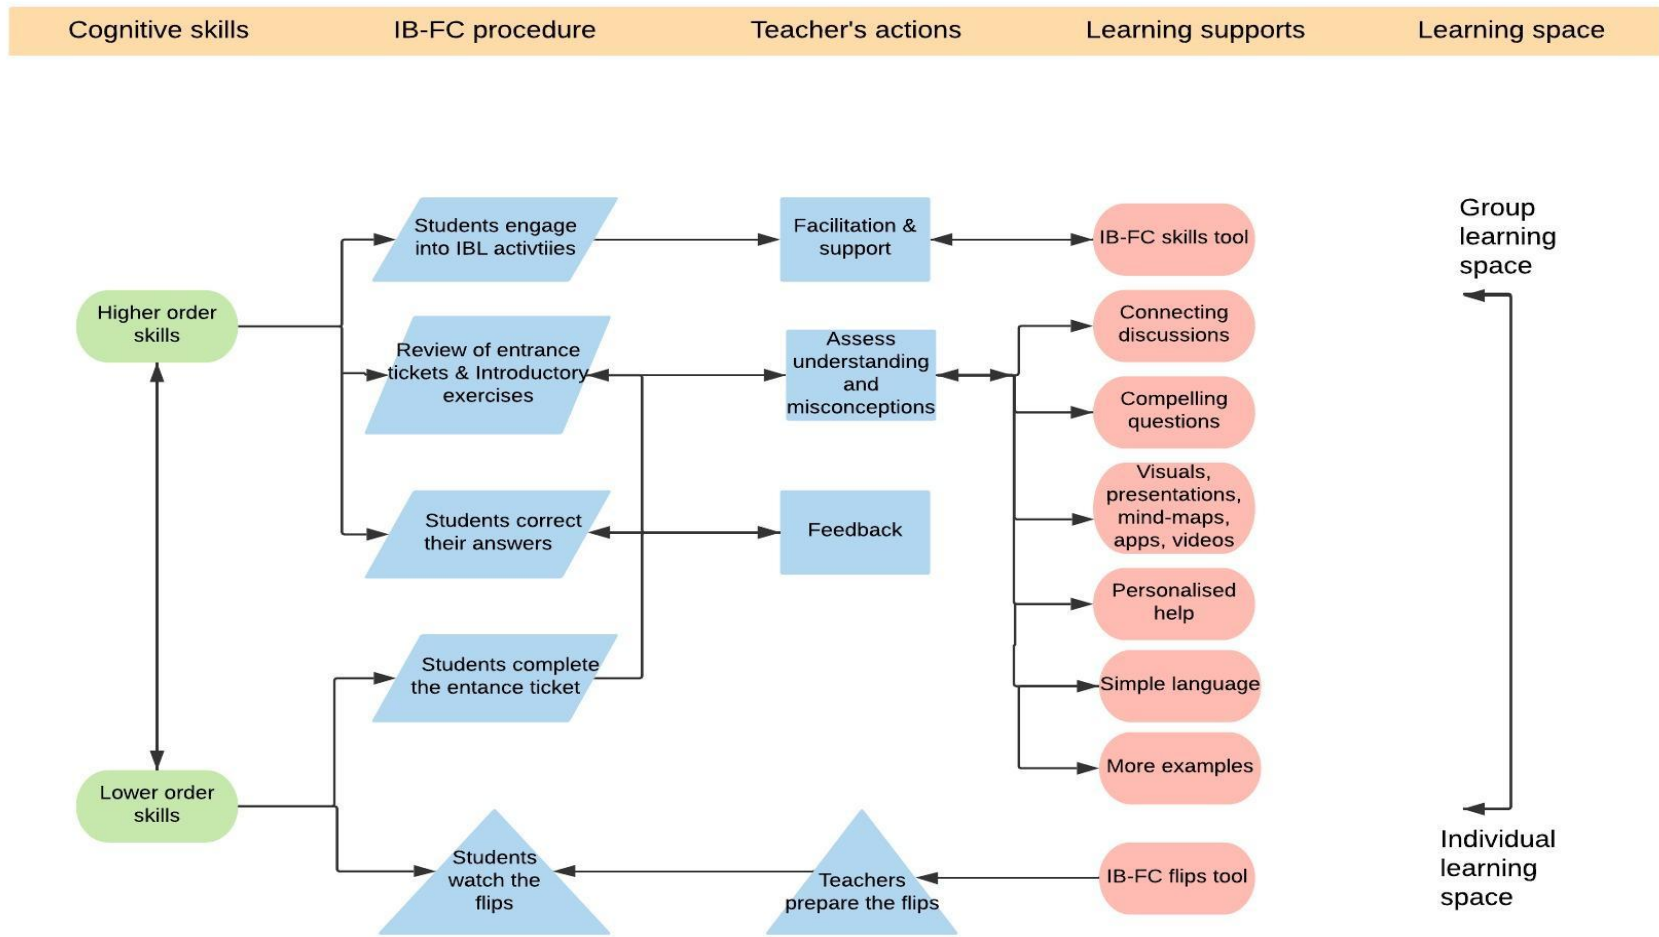 Cognitive skills
IB-FC procedure
Teacher's actions
Learning supports
Learning space
Students engage
into IBL activtiies
Facilitation &
support
IB-FC skills tool
Group
learning
space
Higher order
skills
Review of entrance
tickets & Introductory
exercises
Assess
understanding
and
misconceptions
Connecting
discussions
Compelling
questions
Students correct
their answers
Feedback
Visuals,
presentations,
mind-maps,
apps, videos
Personalised
help
Students complete
the entance ticket
Simple language
More examples
Lower order
skills
Students
watch the
flips
Teachers
prepare the flips
IB-FC flips tool
Individual
learning
space